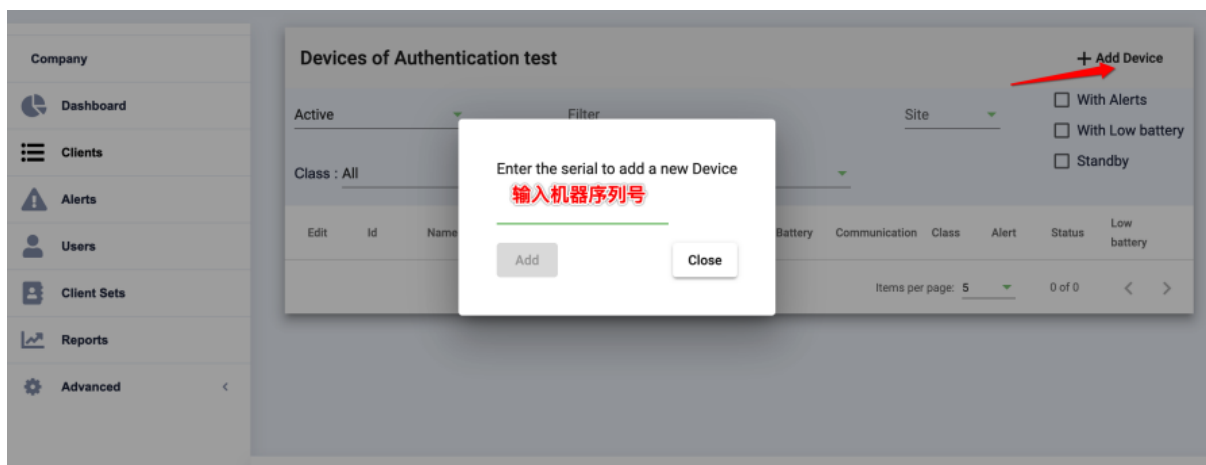 Company
Dashboard
Clients
Alerts
Users
Client Sets
Reports
Advanced
Devices of Authentication test
Add Device
Active
Filter
Site
With Alerts
With Low battery
Standby
Class : All
Enter the serial to add a new Device
输入机器序列号
Add
Close
Edit Id Name Battery Communication Class Alert Status Low battery
Items per page: 5 0 of 0